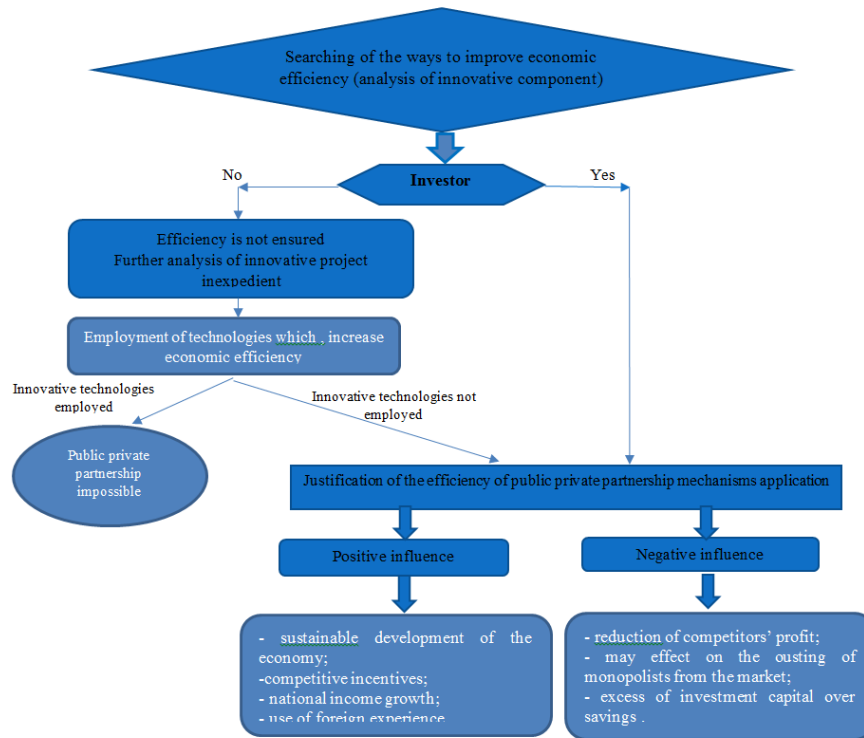 Searching of the ways to improve economic
efficiency (analysis of innovative component)
No
Investor
Yes
Efficiency is not ensured
Further analysis of innovative project
inexpedient
Employment of technologies which , increase
economic efficiency
Innovative technologies
employed
Innovative technologies not
employed
Public private
partnership
impossible
Justification of the efficiency of public private partnership mechanisms application
Positive influence
Negative influence
- sustainable development of the
economy;
-competitive incentives;
- national income growth;
- use of foreign experience
- reduction of competitors’ profit;
- may effect on the ousting of
monopolists from the market;
- excess of investment capital over
savings .